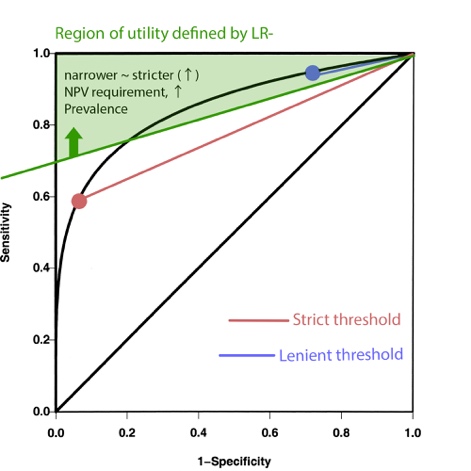 Region of utility defined by LR-
narrower ~ stricter (↑)
NPV requirement, ↑
Prevalence
1.0
0.8
0.6
0.4
0.2
0.0
Sensitivity
Strict threshold
Lenient threshold
0.0 0.2 0.4 0.6 0.8 1.0
1−Specificity